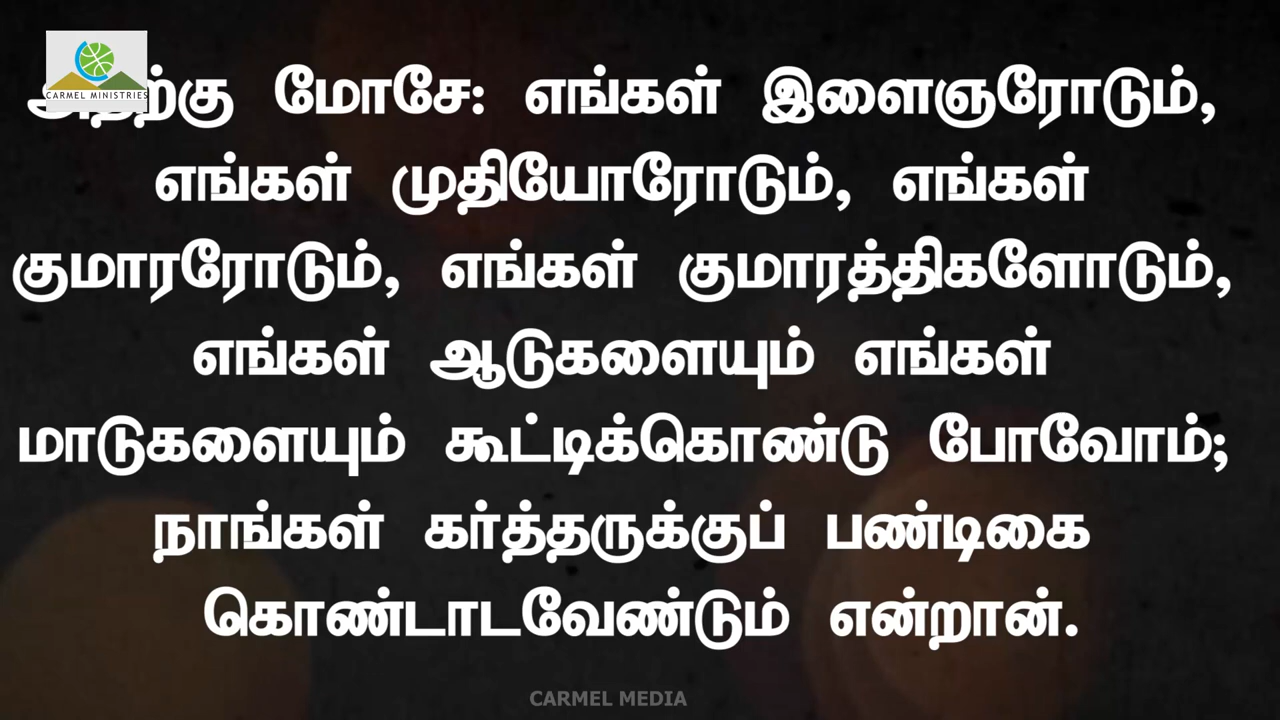 CARMEL MINISTRIES
மோசே: எங்கள் இளைஞரோடும்,
எங்கள் முதியோரோடும், எங்கள்
குமாரரோடும், எங்கள் குமாரத்திகளோடும்,
எங்கள் ஆடுகளையும் எங்கள்
மாடுகளையும் கூட்டிக்கொண்டு போவோம்;
நாங்கள் கர்த்தருக்குப் பண்டிகை
கொண்டாடவேண்டும் என்றான்.
CARMEL MEDIA